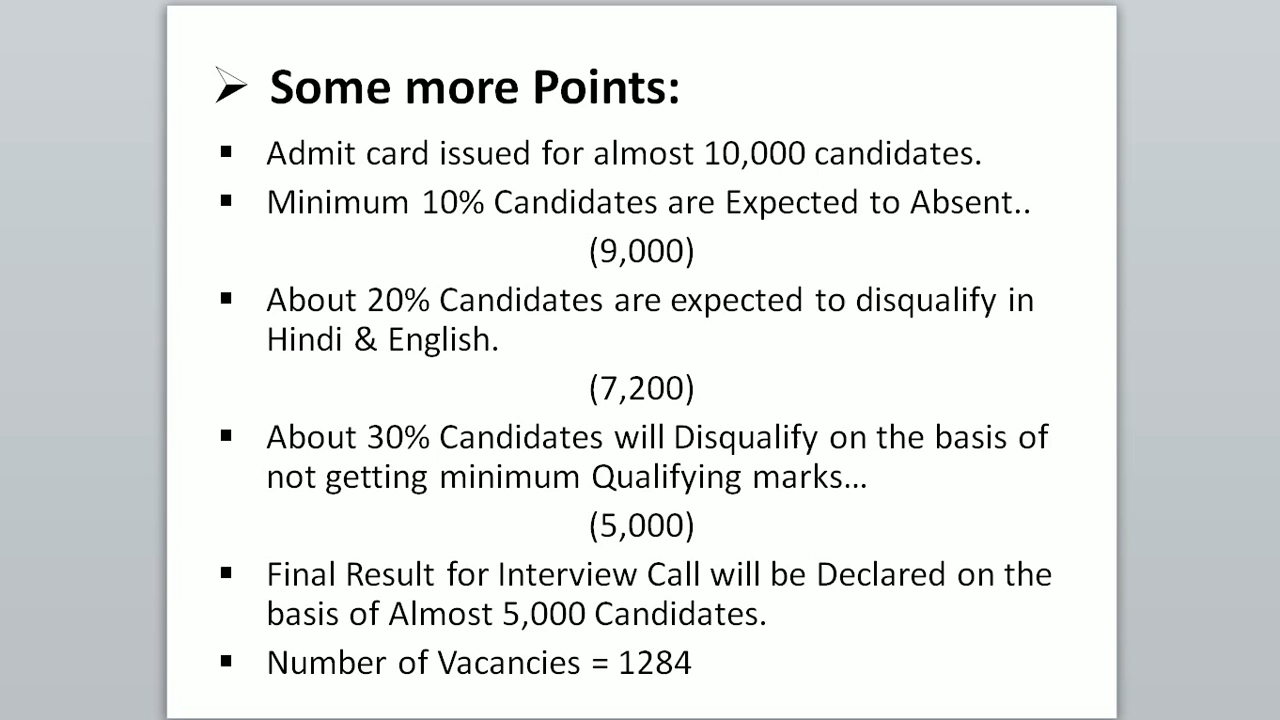 Some more Points:
Admit card issued for almost 10,000 candidates.
Minimum 10% Candidates are Expected to Absent..
(9,000)
About 20% Candidates are expected to disqualify in
Hindi & English.
(7,200)
About 30% Candidates will Disqualify on the basis of
not getting minimum Qualifying marks...
(5,000)
Final Result for Interview Call will be Declared on the
basis of Almost 5,000 Candidates.
Number of Vacancies = 1284